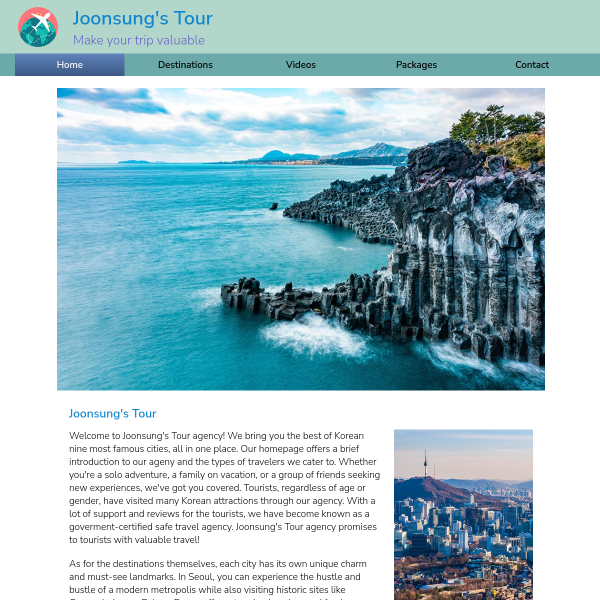 Joonsung's Tour
Make your trip valuable
Home Destinations Videos Packages Contact
Joonsung's Tour
Welcome to Joonsung's Tour agency! We bring you the best of Korean
nine most famous cities, all in one place. Our homepage offers a brief
introduction to our ageny and the types of travelers we cater to. Whether
you're a solo adventure, a family on vacation, or a group of friends seeking
new experiences, we've got you covered. Tourists, regardless of age or
gender, have visited many Korean attractions through our agency. With a
lot of support and reviews for the tourists, we have become known as a
goverment-certified safe travel agency. Joonsung's Tour agency promises
to tourists with valuable travel!
As for the destinations themselves, each city has its own unique charm
and must-see landmarks. In Seoul, you can experience the hustle and
bustle of a modern metropolis while also visiting historic sites like